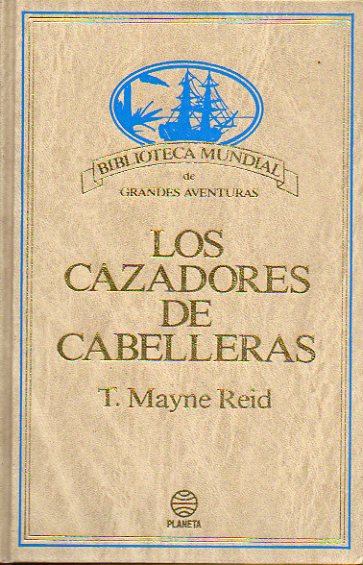 BIBLIOTECA MUNDIAL
de
GRANDES AVENTURAS
LOS
CAZADORES
DE
CABELLERAS
T. Mayne Reid
PLANETA